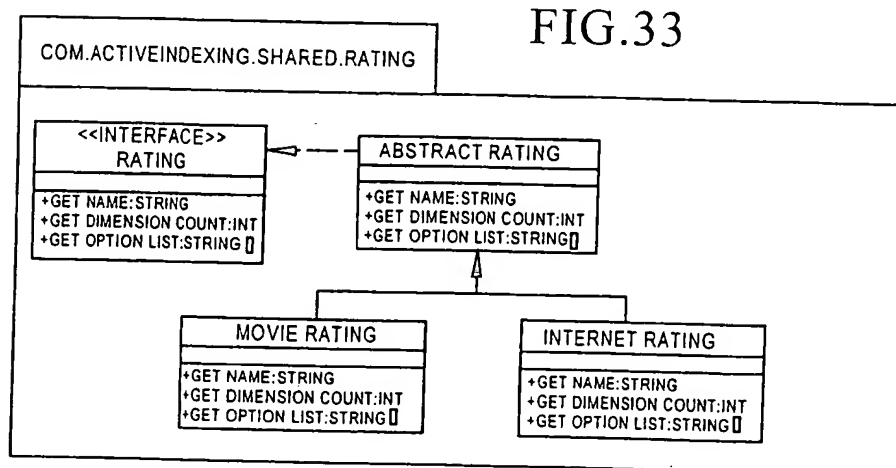 FIG.33
COM.ACTIVEINDEXING.SHARED.RATING
<<INTERFACE>>
RATING
+GET NAME:STRING
+GET DIMENSION COUNT:INT
+GET OPTION LIST:STRING []
ABSTRACT RATING
+GET NAME:STRING
+GET DIMENSION COUNT:INT
+GET OPTION LIST:STRING[]
MOVIE RATING
+GET NAME:STRING
+GET DIMENSION COUNT:INT
+GET OPTION LIST:STRING[]
INTERNET RATING
+GET NAME:STRING
+GET DIMENSION COUNT:INT
+GET OPTION LIST:STRING[]